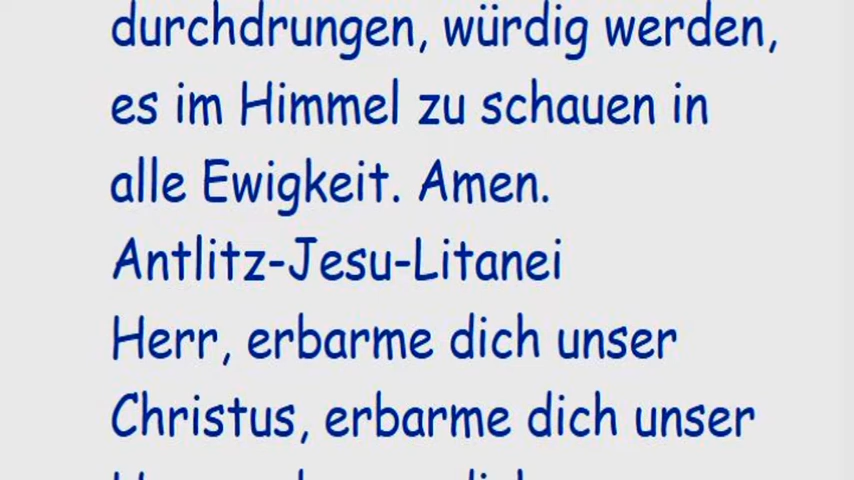 durchdrungen, würdig werden,
es im Himmel zu schauen in
alle Ewigkeit. Amen.
Antlitz-Jesu-Litanei
Herr, erbarme dich unser
Christus, erbarme dich unser